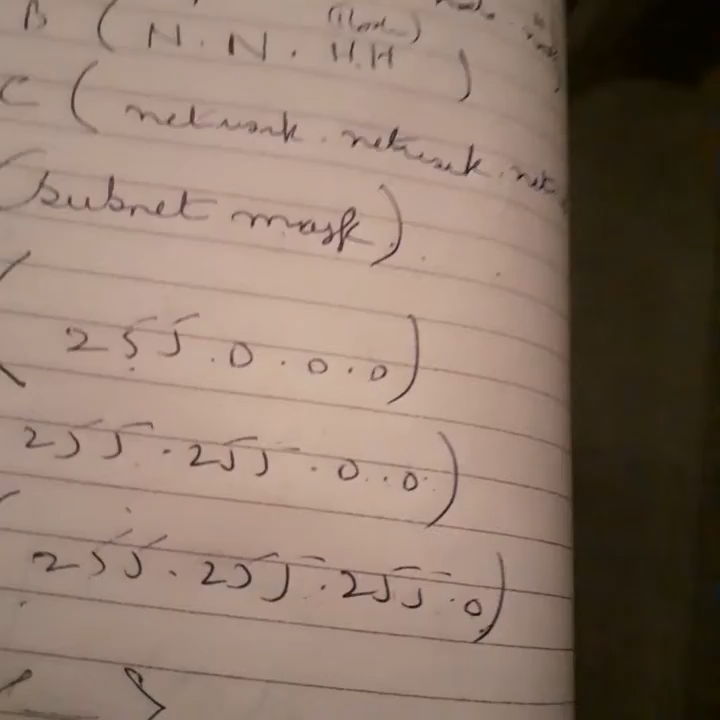 B ( N . N . H.H )
C ( network . network . net
(Subnet mask) .
( 255 . 0 . 0 . 0 )
255 . 255 . 0 . 0 )
( 255 . 255 . 255 . 0 )